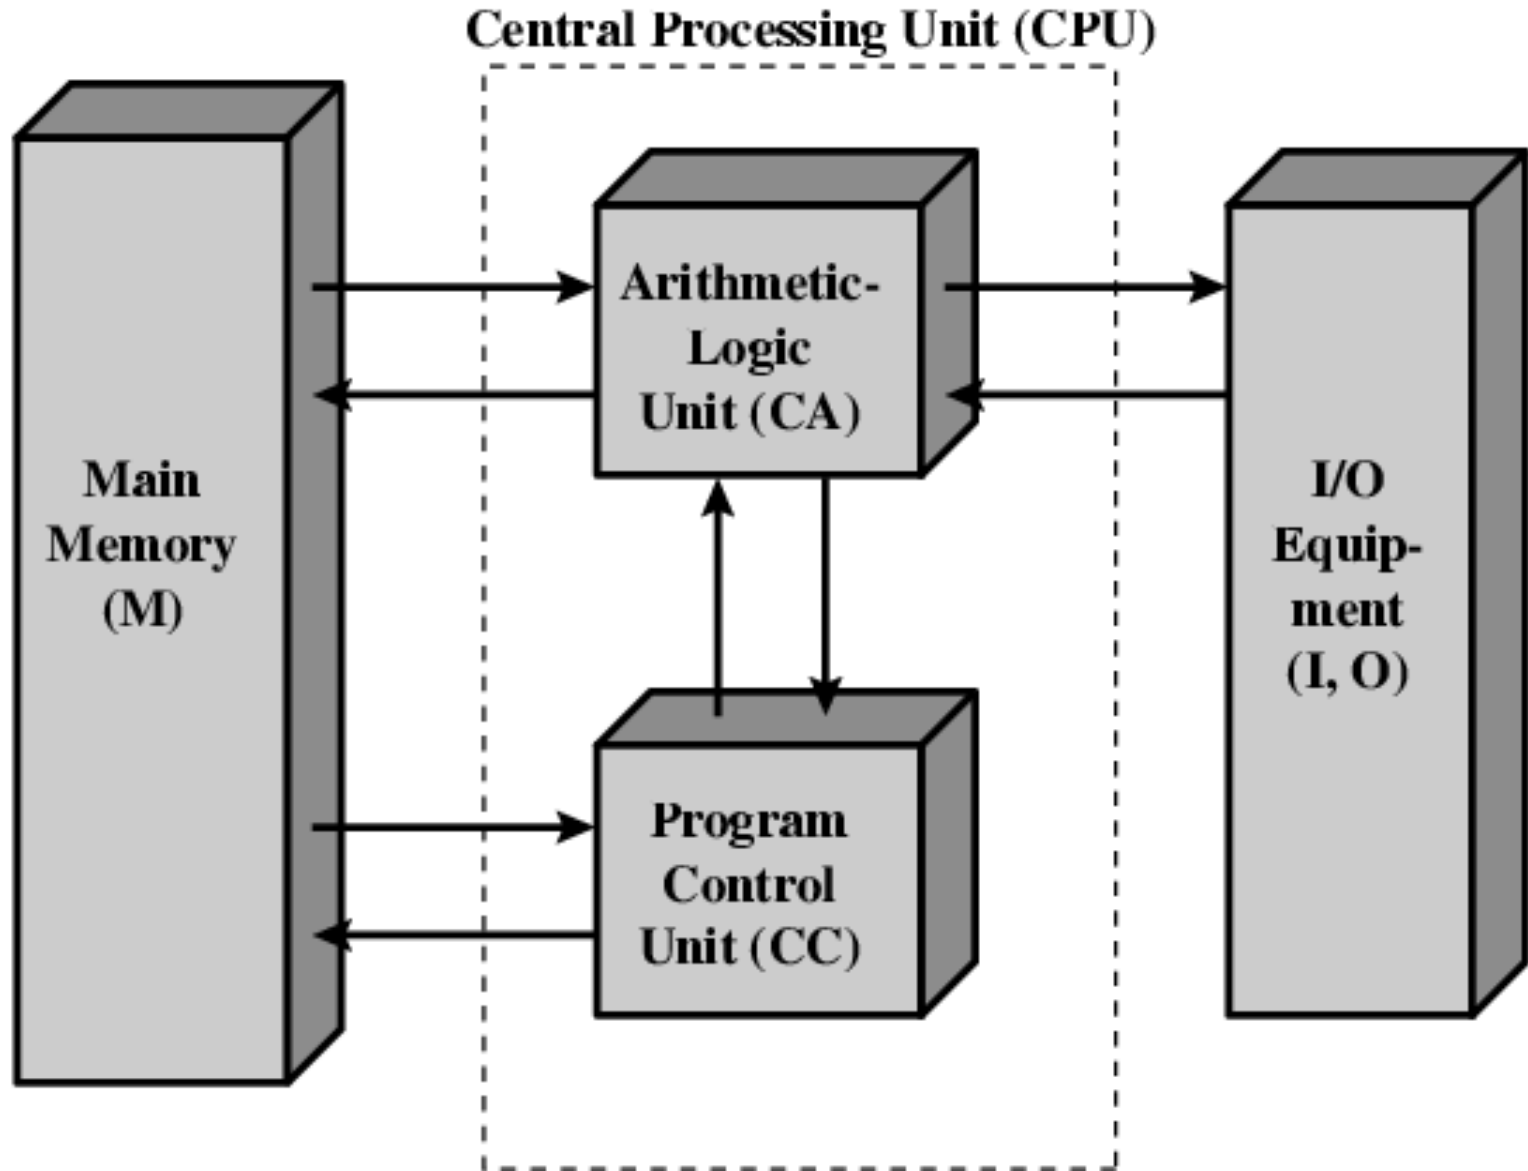 Central Processing Unit (CPU)
Arithmetic-
Logic
Unit (CA)
Main
Memory
(M)
I/O
Equip-
ment
(I, O)
Program
Control
Unit (CC)